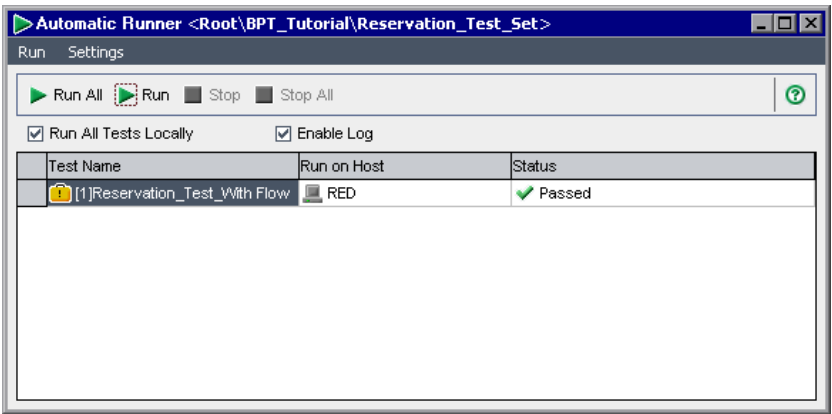 Automatic Runner <Root\BPT_Tutorial\Reservation_Test_Set>
Run Settings
Run All Run Stop Stop All ?
Run All Tests Locally Enable Log
Test Name Run on Host Status
[1]Reservation_Test_With Flow RED Passed